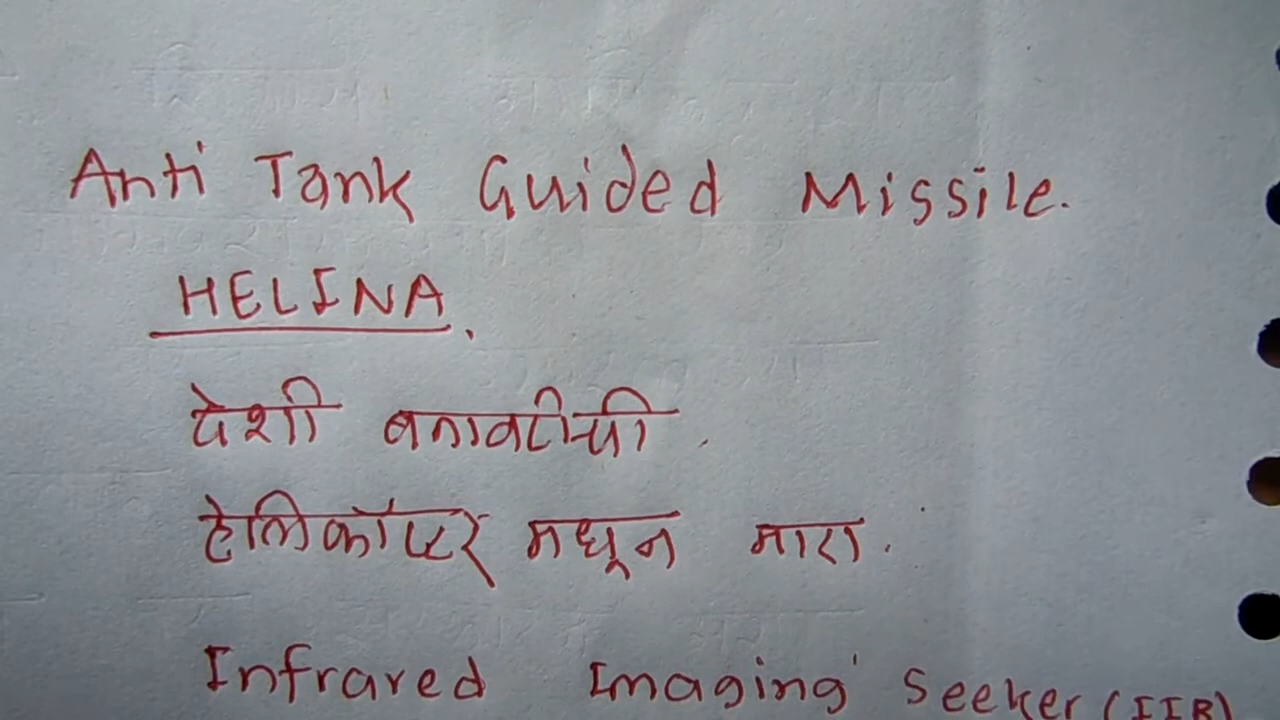 Anti Tank Guided Missile.
HELINA.
देशी बनावटीची.
हेलिकॉप्टर मधून मारा.
Infrared Imaging Seeker (IIR)